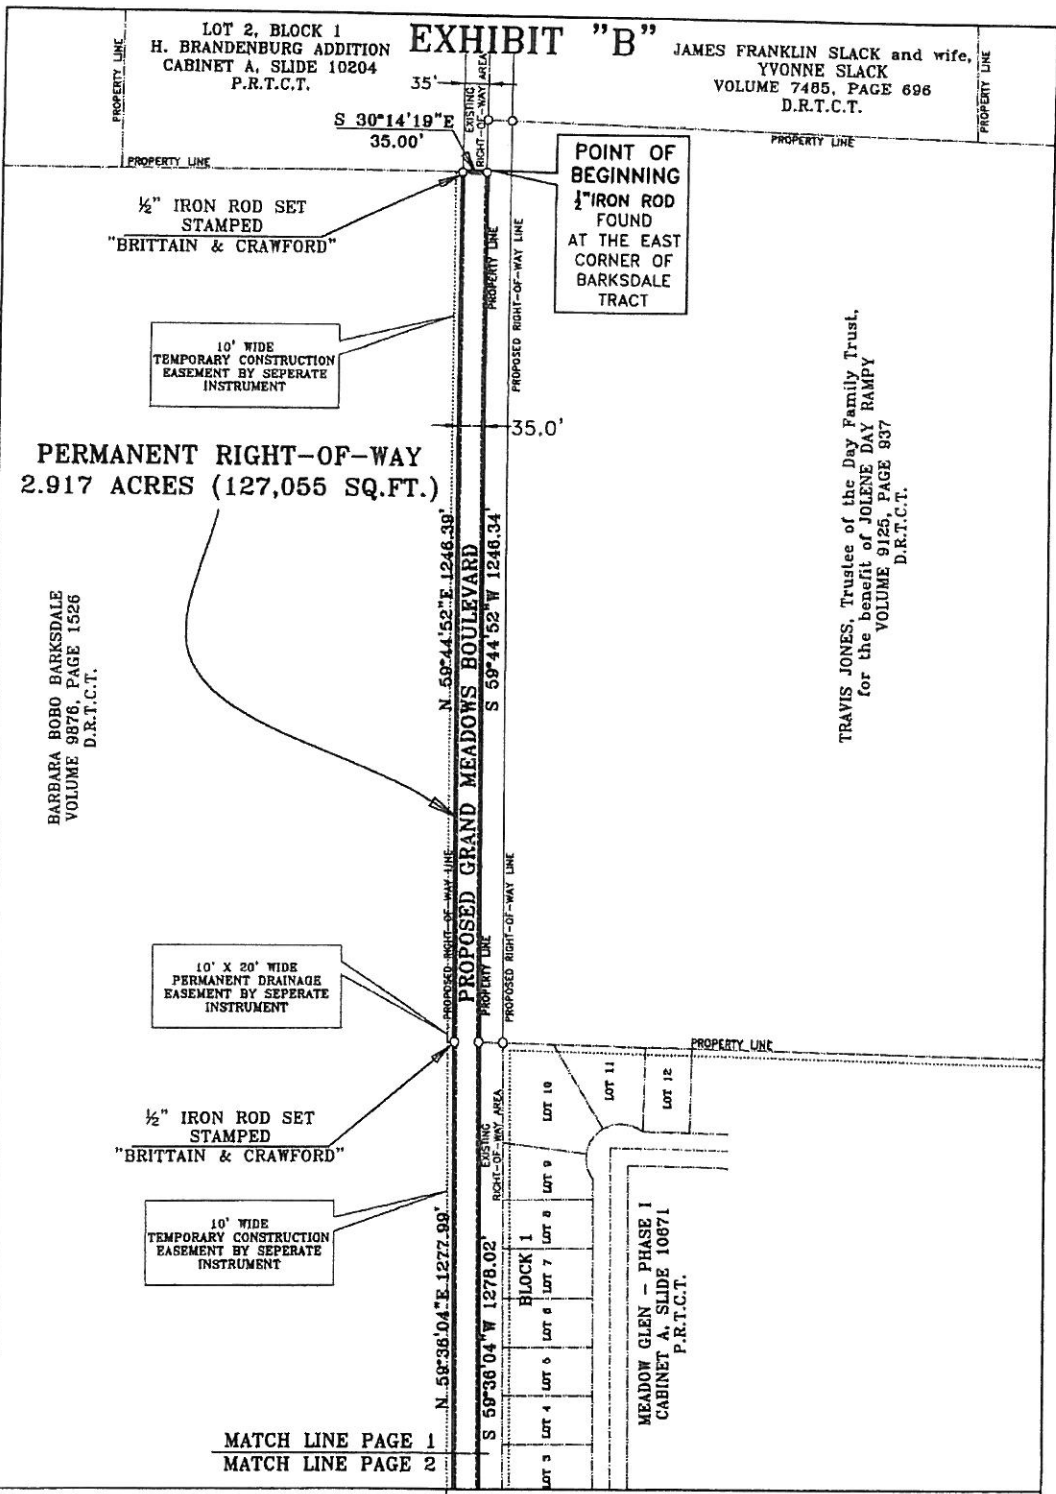 EXHIBIT "B"
LOT 2, BLOCK 1
H. BRANDENBURG ADDITION
CABINET A, SLIDE 10204
P.R.T.C.T.
JAMES FRANKLIN SLACK and wife,
YVONNE SLACK
VOLUME 7485, PAGE 696
D.R.T.C.T.
PROPERTY LINE
PROPERTY LINE
35'
EXISTING
RIGHT-OF-WAY AREA
S 30°14'19"E
35.00'
PROPERTY LINE
PROPERTY LINE
POINT OF
BEGINNING
½"IRON ROD
FOUND
AT THE EAST
CORNER OF
BARKSDALE
TRACT
½" IRON ROD SET
STAMPED
"BRITTAIN & CRAWFORD"
PROPERTY LINE
PROPOSED RIGHT-OF-WAY LINE
10' WIDE
TEMPORARY CONSTRUCTION
EASEMENT BY SEPERATE
INSTRUMENT
35.0'
PERMANENT RIGHT-OF-WAY
2.917 ACRES (127,055 SQ.FT.)
TRAVIS JONES, Trustee of the Day Family Trust,
for the benefit of JOLENE DAY RAMPY
VOLUME 9125, PAGE 937
D.R.T.C.T.
N 59°44'52"E 1246.39'
PROPOSED GRAND MEADOWS BOULEVARD
S 59°44'52"W 1246.34'
BARBARA BOBO BARKSDALE
VOLUME 9876, PAGE 1526
D.R.T.C.T.
PROPOSED RIGHT-OF-WAY LINE
PROPERTY LINE
PROPOSED RIGHT-OF-WAY LINE
10' X 20' WIDE
PERMANENT DRAINAGE
EASEMENT BY SEPERATE
INSTRUMENT
PROPERTY LINE
½" IRON ROD SET
STAMPED
"BRITTAIN & CRAWFORD"
EXISTING
RIGHT-OF-WAY AREA
LOT 10
LOT 11
LOT 12
LOT 9
LOT 8
LOT 7
LOT 6
LOT 5
LOT 4
LOT 3
BLOCK 1
10' WIDE
TEMPORARY CONSTRUCTION
EASEMENT BY SEPERATE
INSTRUMENT
N 59°36'04"E 1277.99'
S 59°36'04"W 1278.02'
MEADOW GLEN - PHASE I
CABINET A, SLIDE 10671
P.R.T.C.T.
MATCH LINE PAGE 1
MATCH LINE PAGE 2